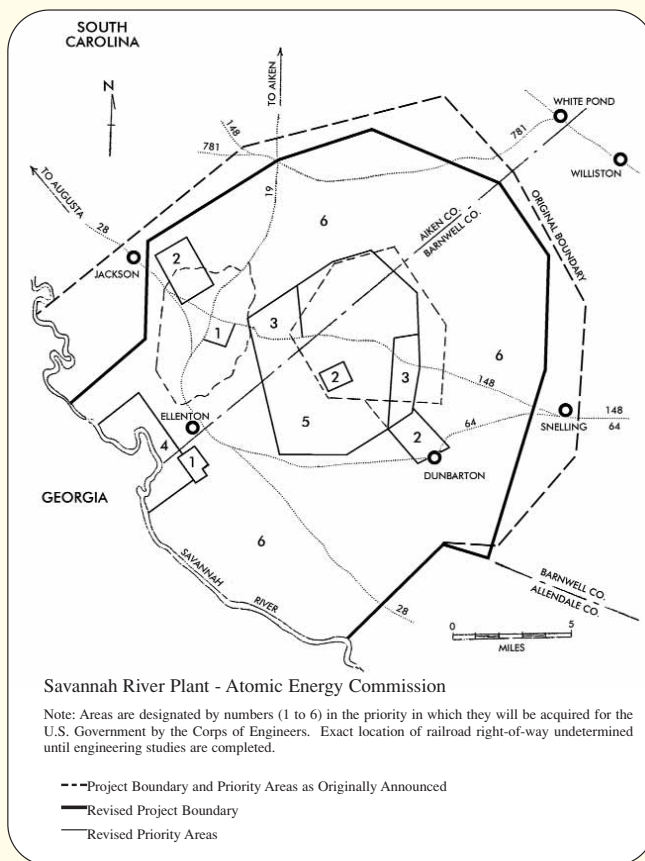 SOUTH
CAROLINA
N
TO AIKEN
WHITE POND
148
781
781
WILLISTON
TO AUGUSTA
19
28
AIKEN CO.
BARNWELL CO.
ORIGINAL BOUNDARY
6
2
JACKSON
1
3
6
2
3
148
ELLENTON
5
2
64
148
SNELLING
64
4
1
DUNBARTON
GEORGIA
6
SAVANNAH
RIVER
28
BARNWELL CO.
ALLENDALE CO.
0
5
MILES
Savannah River Plant - Atomic Energy Commission
Note: Areas are designated by numbers (1 to 6) in the priority in which they will be acquired for the
U.S. Government by the Corps of Engineers. Exact location of railroad right-of-way undetermined
until engineering studies are completed.
Project Boundary and Priority Areas as Originally Announced
Revised Project Boundary
Revised Priority Areas